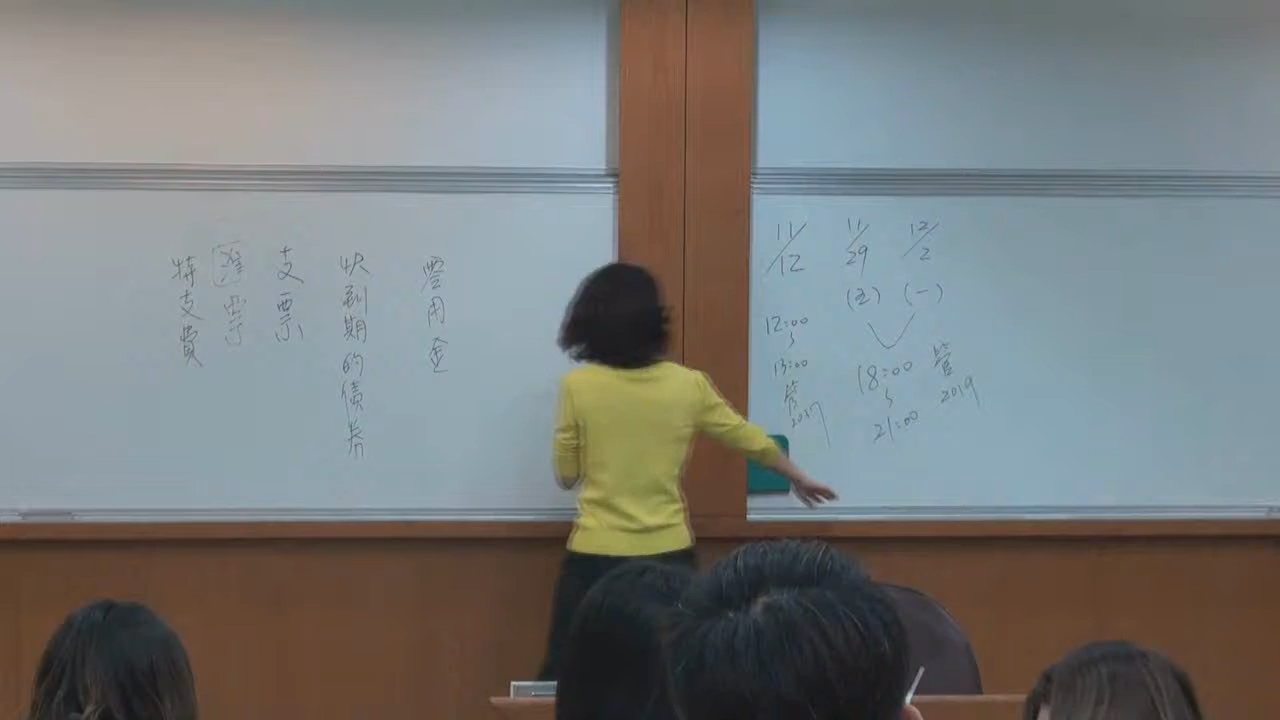 零用金
快到期的債券
支票
匯票
特支費
11/12 11/29 12/2
(五) (一)
12:00
~
13:00
管
2017
18:00
~
21:00
管
2019